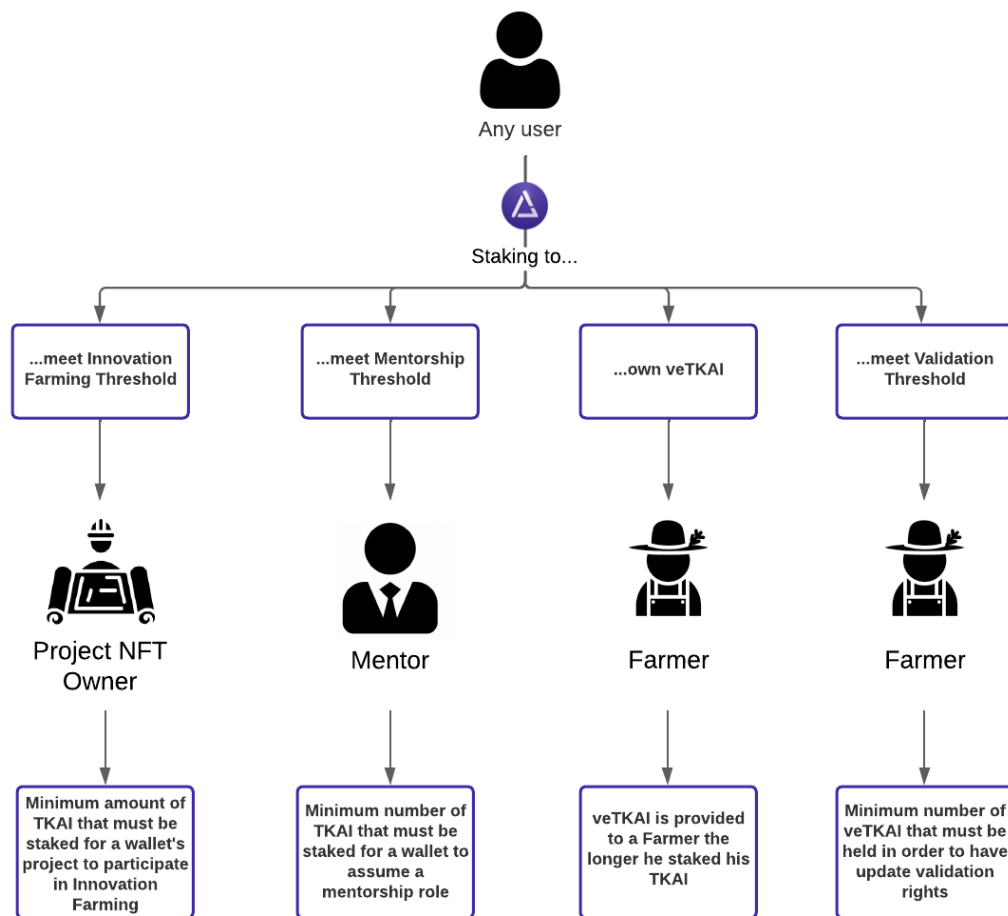 Any user
Staking to...
...meet Innovation
Farming Threshold
...meet Mentorship
Threshold
...own veTKAI
...meet Validation
Threshold
Project NFT
Owner
Mentor
Farmer
Farmer
Minimum amount of
TKAI that must be
staked for a wallet's
project to participate
in Innovation
Farming
Minimum number of
TKAI that must be
staked for a wallet to
assume a
mentorship role
veTKAI is provided
to a Farmer the
longer he staked his
TKAI
Minimum number of
veTKAI that must be
held in order to have
update validation
rights